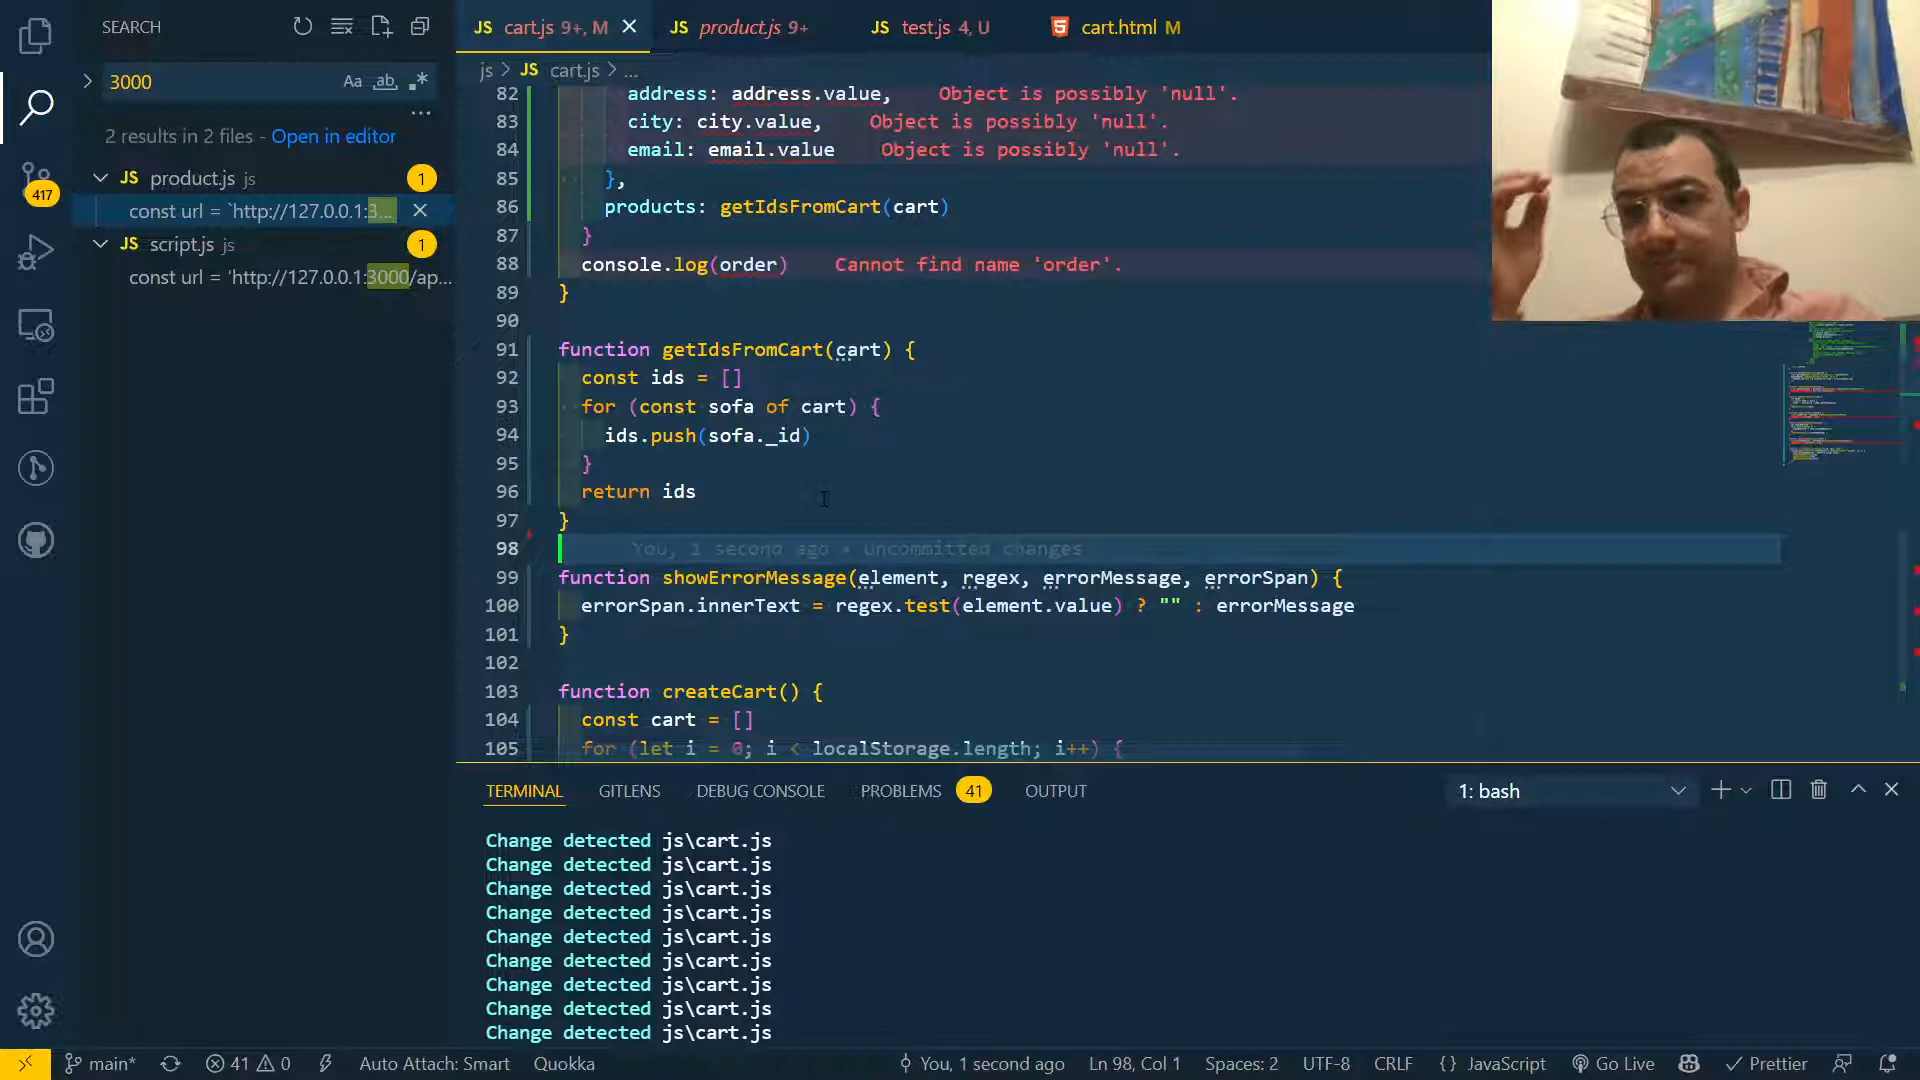 SEARCH
3000
Aa ab
2 results in 2 files - Open in editor
JS product.js js 1
const url = `http://127.0.0.1:3...
JS script.js js 1
const url = 'http://127.0.0.1:3000/ap...
417
JS cart.js 9+, M
JS product.js 9+
JS test.js 4, U
cart.html M
js > JS cart.js > ...
82 address: address.value, Object is possibly 'null'.
83 city: city.value, Object is possibly 'null'.
84 email: email.value Object is possibly 'null'.
85 },
86 products: getIdsFromCart(cart)
87 }
88 console.log(order) Cannot find name 'order'.
89 }
90
91 function getIdsFromCart(cart) {
92 const ids = []
93 for (const sofa of cart) {
94 ids.push(sofa._id)
95 }
96 return ids
97 }
98 You, 1 second ago • Uncommitted changes
99 function showErrorMessage(element, regex, errorMessage, errorSpan) {
100 errorSpan.innerText = regex.test(element.value) ? "" : errorMessage
101 }
102
103 function createCart() {
104 const cart = []
105 for (let i = 0; i < localStorage.length; i++) {
TERMINAL GITLENS DEBUG CONSOLE PROBLEMS 41 OUTPUT 1: bash
Change detected js\cart.js
Change detected js\cart.js
Change detected js\cart.js
Change detected js\cart.js
Change detected js\cart.js
Change detected js\cart.js
Change detected js\cart.js
Change detected js\cart.js
Change detected js\cart.js
main* 41 0 Auto Attach: Smart Quokka You, 1 second ago Ln 98, Col 1 Spaces: 2 UTF-8 CRLF {} JavaScript Go Live Prettier